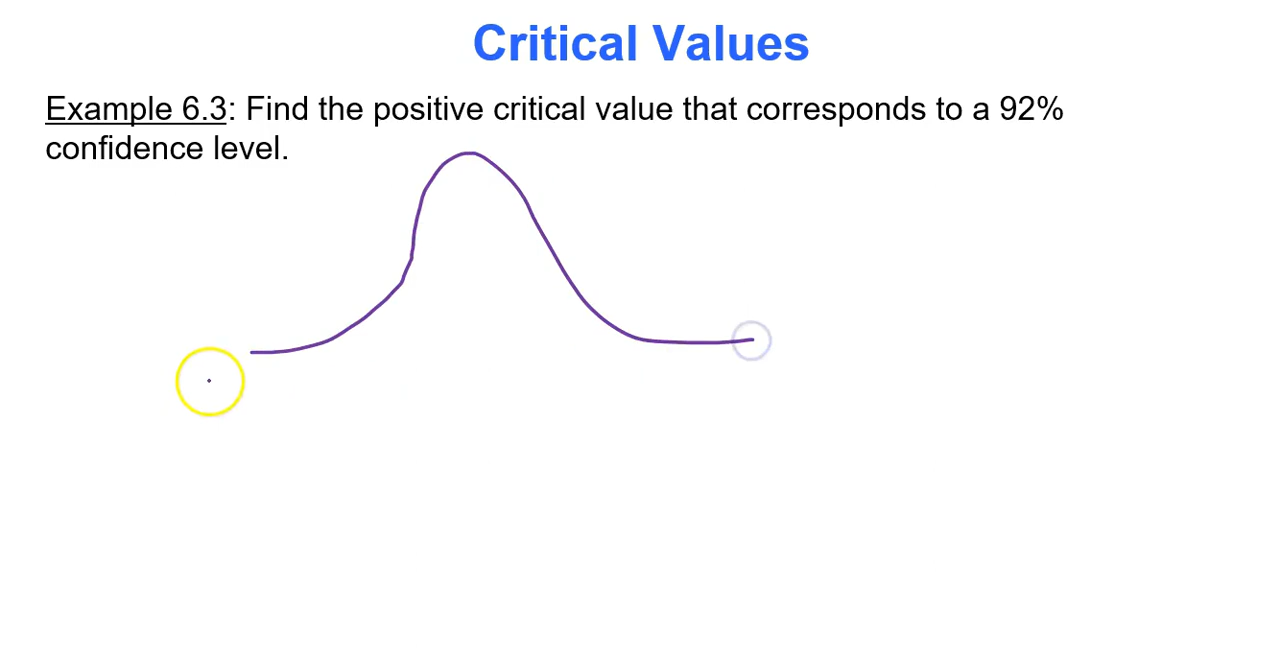 Critical Values
Example 6.3: Find the positive critical value that corresponds to a 92%
confidence level.